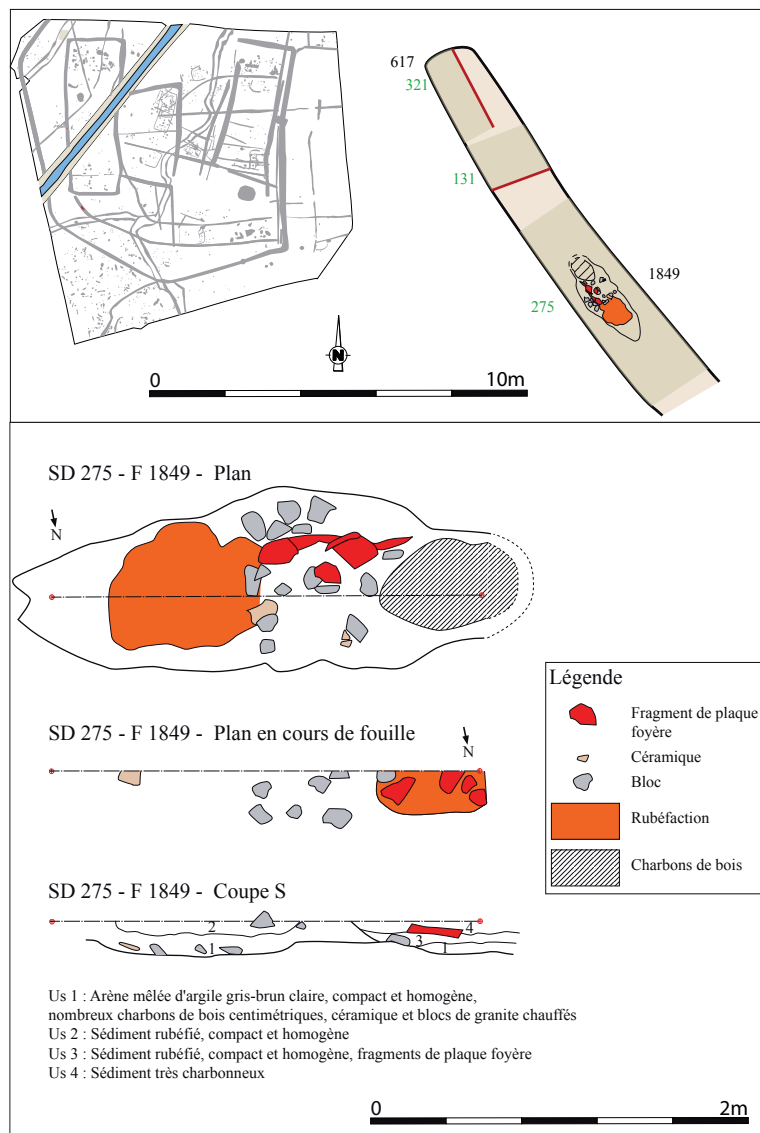 617
321
131
1849
275
N
0 10m
SD 275 - F 1849 - Plan
N
Légende
Fragment de plaque
foyère
Céramique
Bloc
Rubéfaction
Charbons de bois
SD 275 - F 1849 - Plan en cours de fouille
N
SD 275 - F 1849 - Coupe S
2 4
3
1 1
Us 1 : Arène mêlée d'argile gris-brun claire, compact et homogène,
nombreux charbons de bois centimétriques, céramique et blocs de granite chauffés
Us 2 : Sédiment rubéfié, compact et homogène
Us 3 : Sédiment rubéfié, compact et homogène, fragments de plaque foyère
Us 4 : Sédiment très charbonneux
0 2m